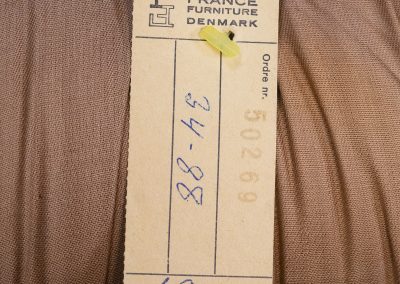 FRANCE
FURNITURE
DENMARK
Ordre nr.
50269
34-88